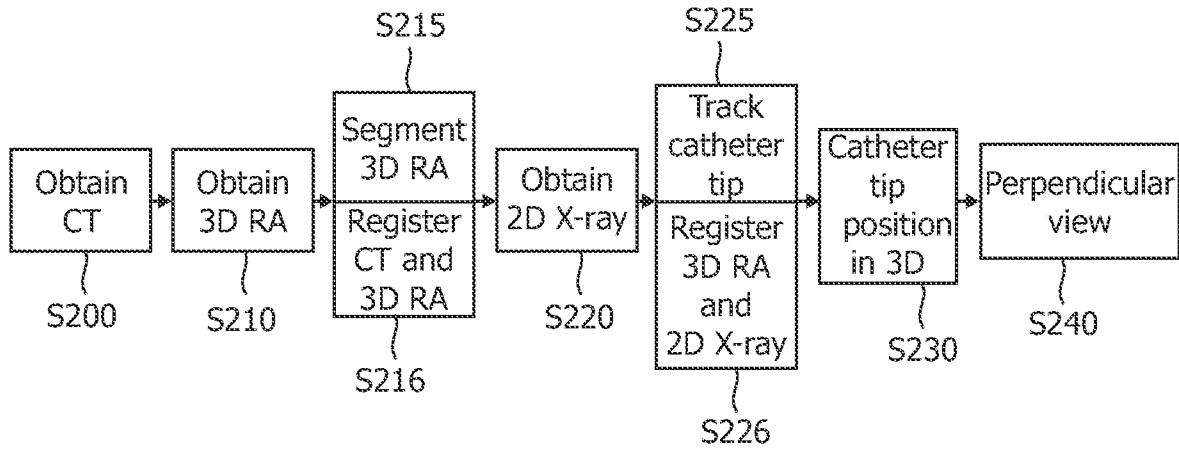 S215
S225
Obtain
CT
Obtain
3D RA
Segment
3D RA
Register
CT and
3D RA
Obtain
2D X-ray
Track
catheter
tip
Register
3D RA
and
2D X-ray
Catheter
tip
position
in 3D
Perpendicular
view
S200
S210
S216
S220
S226
S230
S240